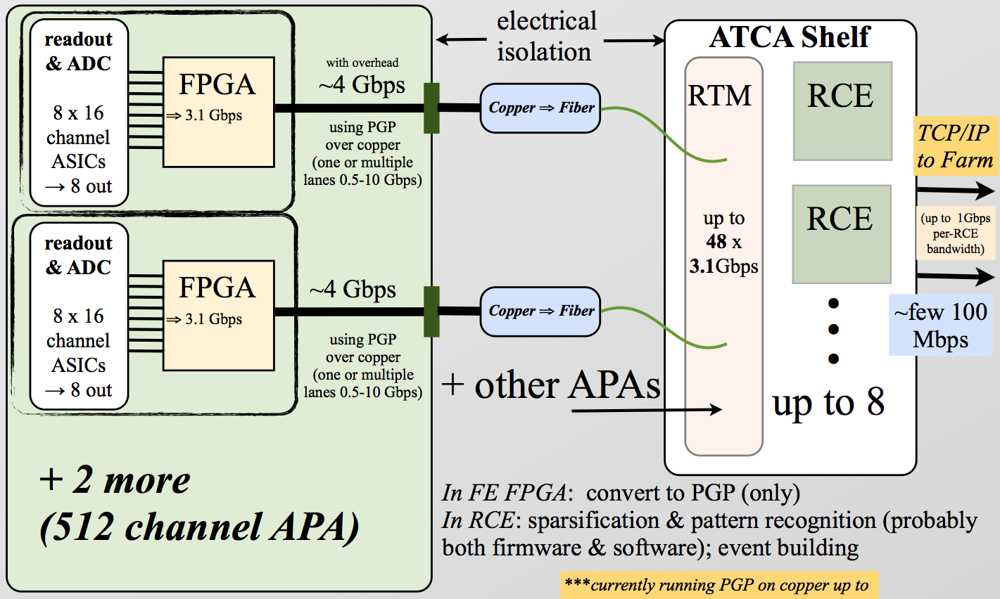 readout
& ADC
8 x 16
channel
ASICs
→ 8 out
FPGA
⇒ 3.1 Gbps
with overhead
~4 Gbps
using PGP
over copper
(one or multiple
lanes 0.5-10 Gbps)
Copper ⇒ Fiber
electrical
isolation
ATCA Shelf
RTM
up to
48 x
3.1Gbps
RCE
RCE
up to 8
TCP/IP
to Farm
(up to 1Gbps
per-RCE
bandwidth)
~few 100
Mbps
readout
& ADC
8 x 16
channel
ASICs
→ 8 out
FPGA
⇒ 3.1 Gbps
~4 Gbps
using PGP
over copper
(one or multiple
lanes 0.5-10 Gbps)
Copper ⇒ Fiber
+ other APAs
+ 2 more
(512 channel APA)
In FE FPGA: convert to PGP (only)
In RCE: sparsification & pattern recognition (probably
both firmware & software); event building
***currently running PGP on copper up to